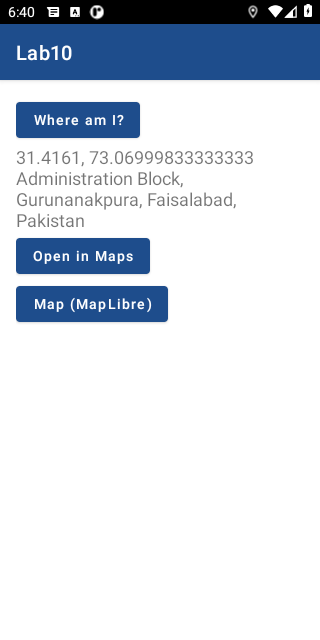 6:40
Lab10
Where am I?
31.4161, 73.06999833333333
Administration Block,
Gurunanakpura, Faisalabad,
Pakistan
Open in Maps
Map (MapLibre)